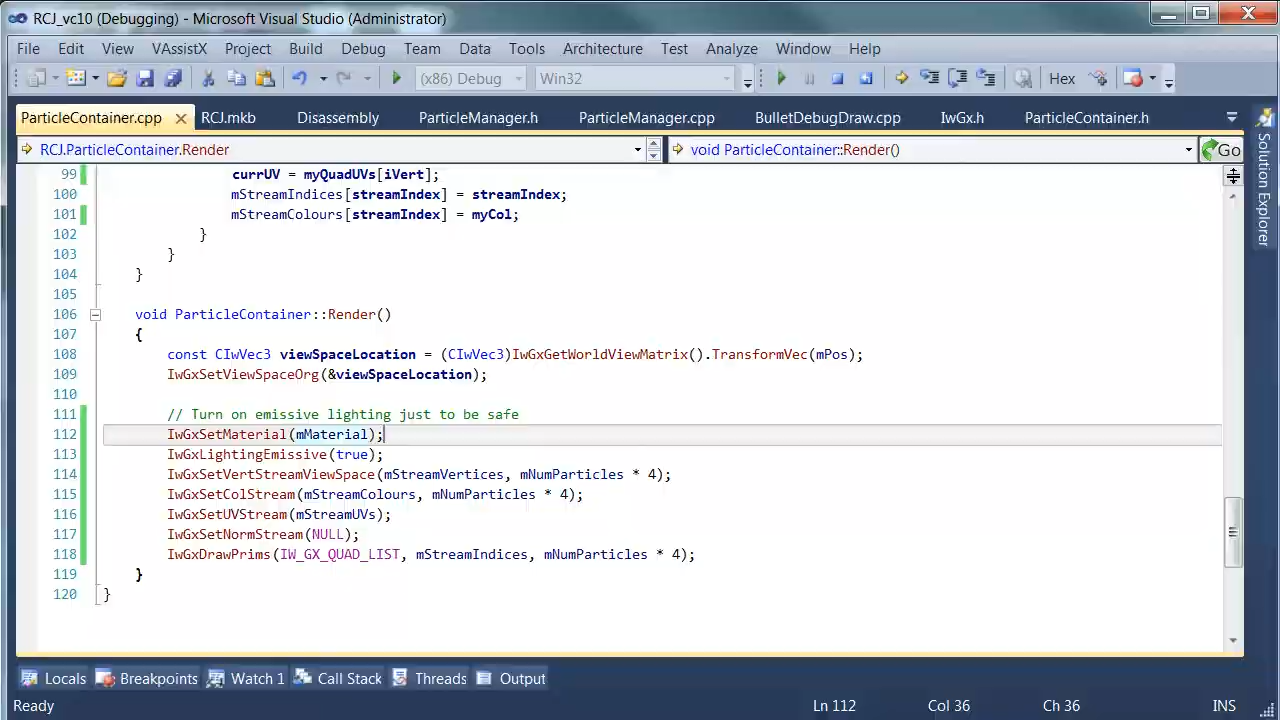 RCJ_vc10 (Debugging) - Microsoft Visual Studio (Administrator)
File Edit View VAssistX Project Build Debug Team Data Tools Architecture Test Analyze Window Help
(x86) Debug Win32 Hex
ParticleContainer.cpp RCJ.mkb Disassembly ParticleManager.h ParticleManager.cpp BulletDebugDraw.cpp IwGx.h ParticleContainer.h
RCJ.ParticleContainer.Render void ParticleContainer::Render() Go
Solution Explorer
99 currUV = myQuadUVs[iVert];
100 mStreamIndices[streamIndex] = streamIndex;
101 mStreamColours[streamIndex] = myCol;
102 }
103 }
104 }
105
106 void ParticleContainer::Render()
107 {
108 const CIwVec3 viewSpaceLocation = (CIwVec3)IwGxGetWorldViewMatrix().TransformVec(mPos);
109 IwGxSetViewSpaceOrg(&viewSpaceLocation);
110
111 // Turn on emissive lighting just to be safe
112 IwGxSetMaterial(mMaterial);
113 IwGxLightingEmissive(true);
114 IwGxSetVertStreamViewSpace(mStreamVertices, mNumParticles * 4);
115 IwGxSetColStream(mStreamColours, mNumParticles * 4);
116 IwGxSetUVStream(mStreamUVs);
117 IwGxSetNormStream(NULL);
118 IwGxDrawPrims(IW_GX_QUAD_LIST, mStreamIndices, mNumParticles * 4);
119 }
120 }
Locals Breakpoints Watch 1 Call Stack Threads Output
Ready Ln 112 Col 36 Ch 36 INS